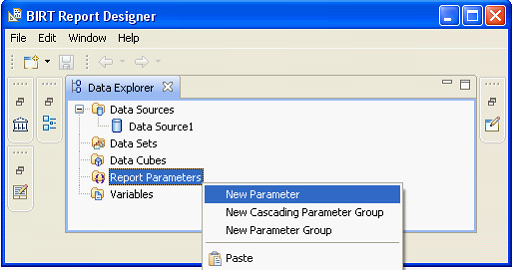 BIRT Report Designer
File Edit Window Help
Data Explorer
Data Sources
Data Source1
Data Sets
Data Cubes
Report Parameters
Variables
New Parameter
New Cascading Parameter Group
New Parameter Group
Paste